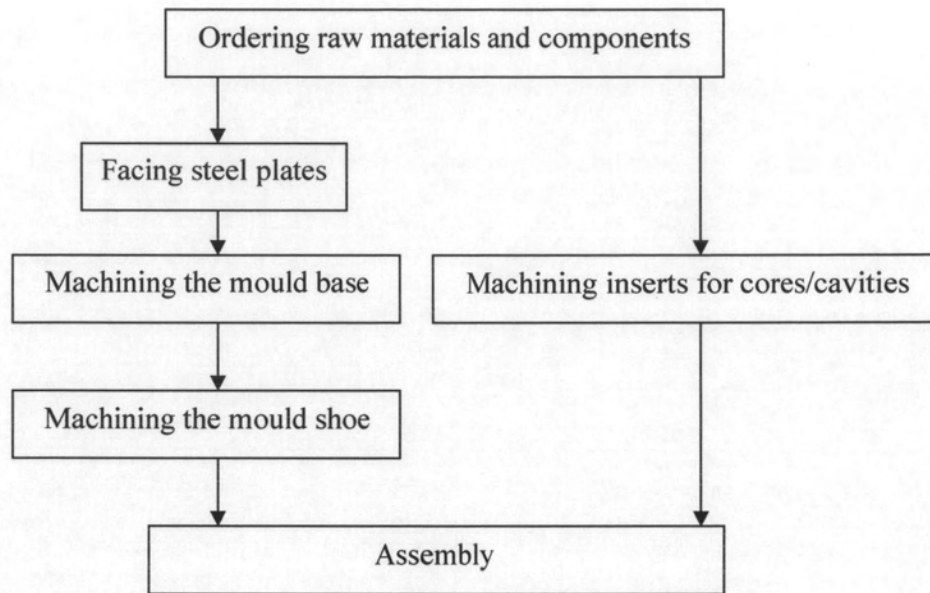 Ordering raw materials and components
Facing steel plates
Machining the mould base
Machining inserts for cores/cavities
Machining the mould shoe
Assembly